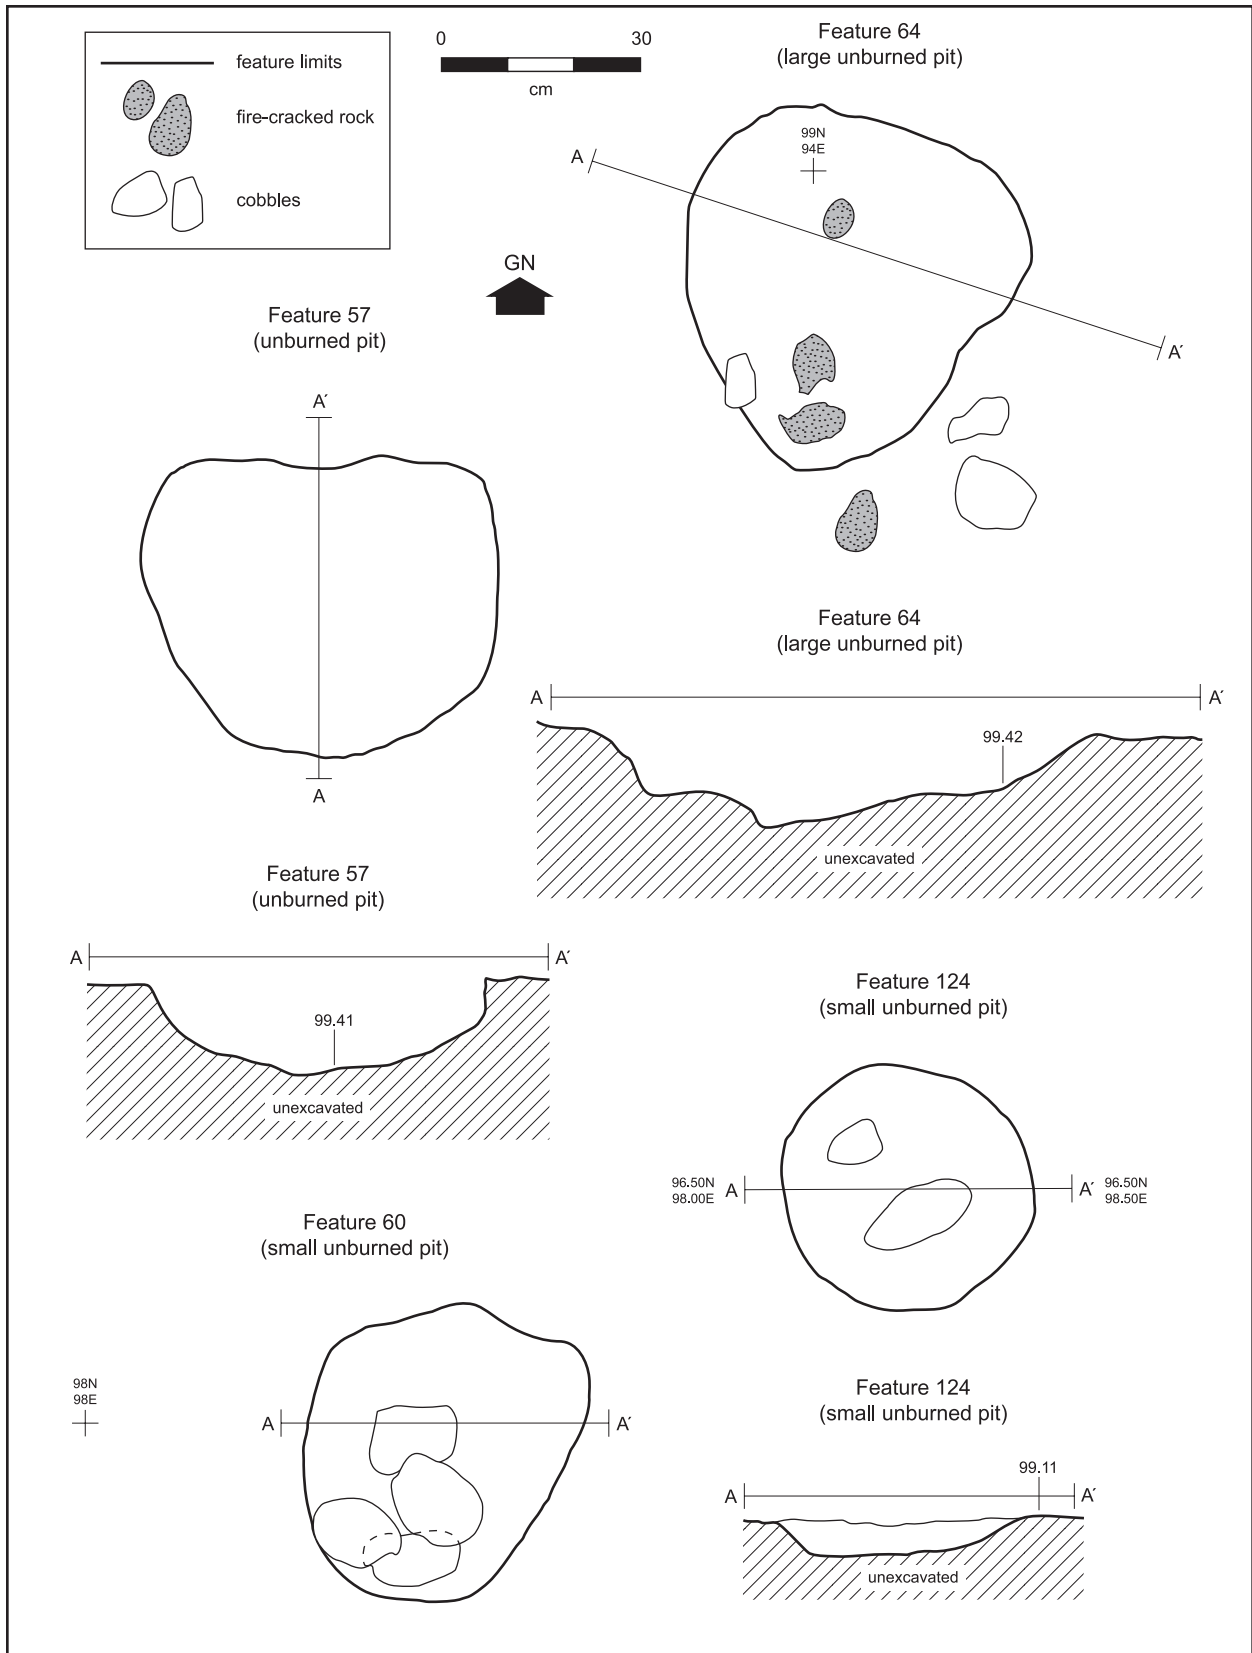 feature limits
fire-cracked rock
cobbles
0 30
cm
GN
Feature 64
(large unburned pit)
99N
94E
A
A′
Feature 57
(unburned pit)
A′
A
Feature 64
(large unburned pit)
A A′
99.42
unexcavated
Feature 57
(unburned pit)
A A′
99.41
unexcavated
Feature 124
(small unburned pit)
96.50N
98.00E
A A′
96.50N
98.50E
Feature 60
(small unburned pit)
98N
98E
A A′
Feature 124
(small unburned pit)
99.11
A A′
unexcavated